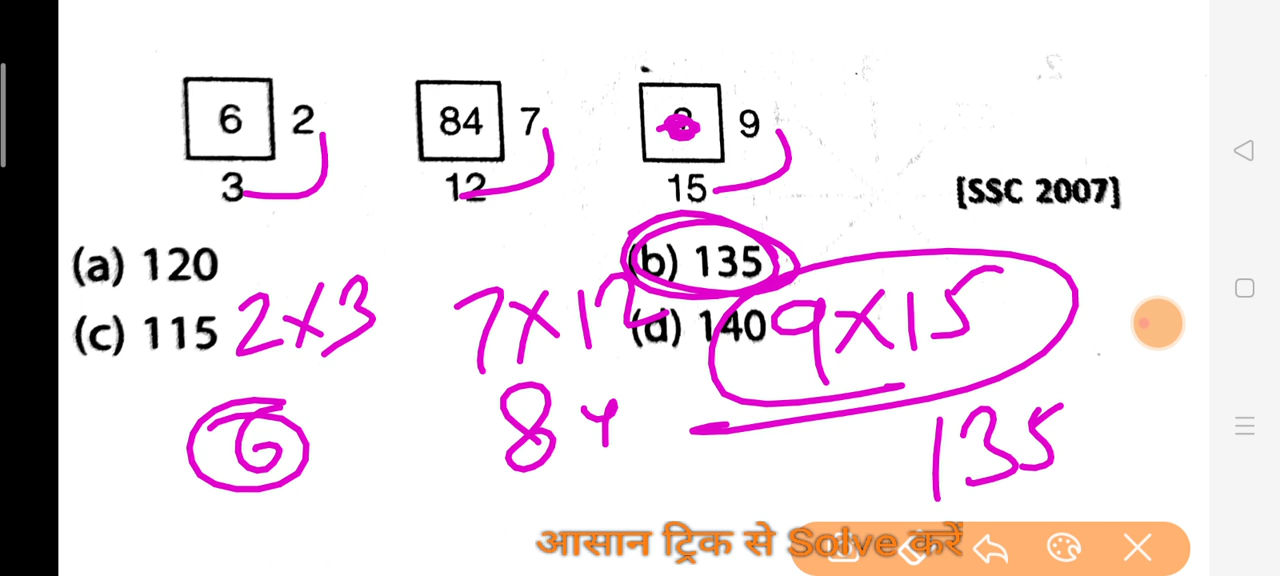 6 2 84 7 9
3 12 15
[SSC 2007]
(a) 120 (b) 135
(c) 115 (d) 140
2×3 7×12 9×15
6 84 135
आसान ट्रिक से Solve करें